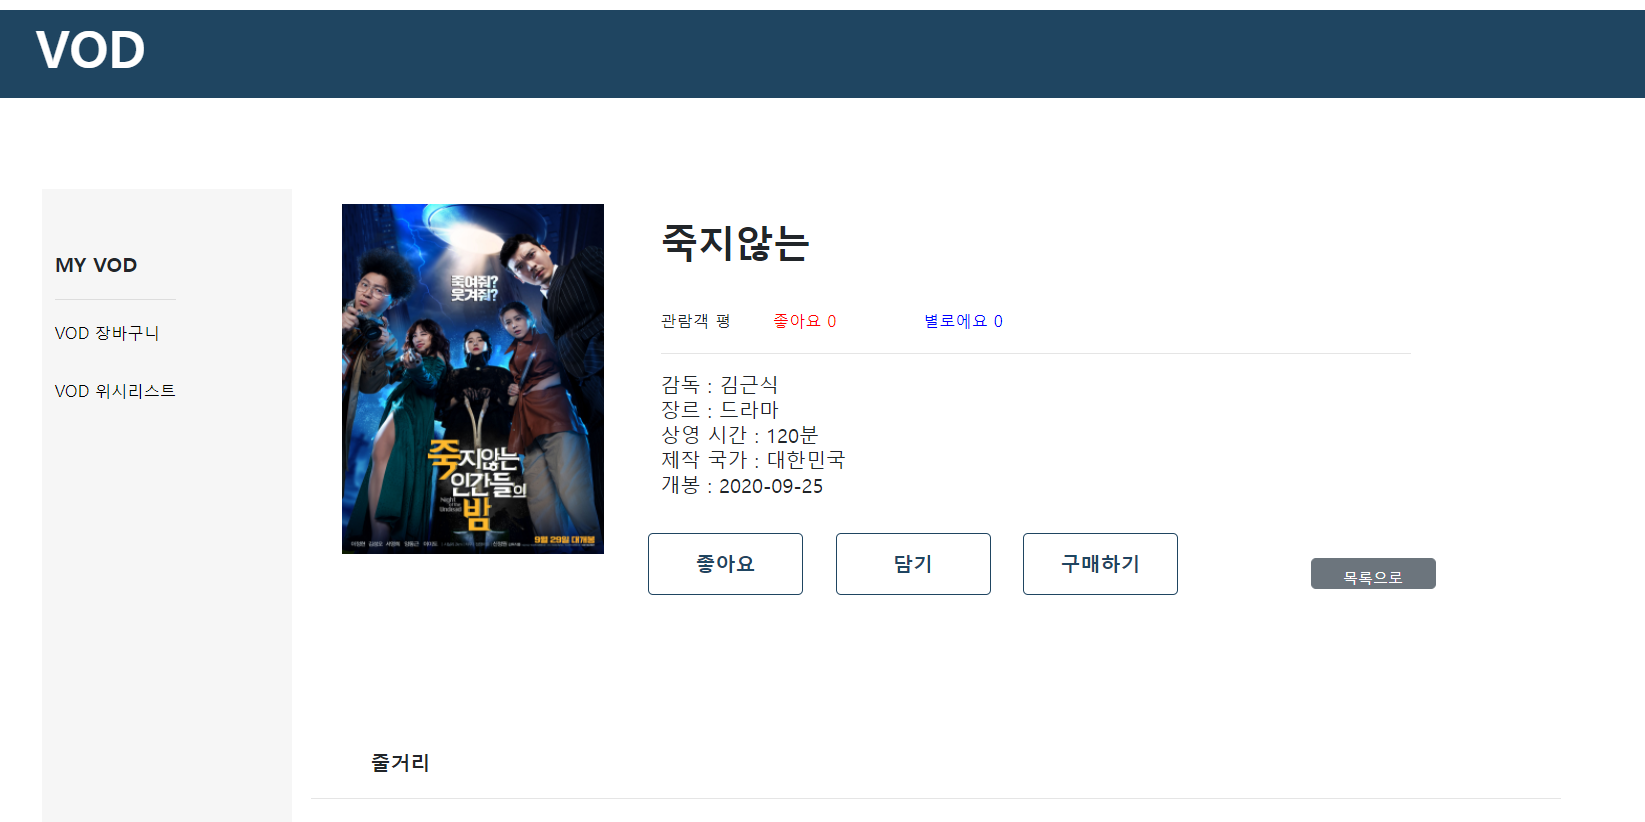 VOD
MY VOD
VOD 장바구니
VOD 위시리스트
죽여줘?
웃겨줘?
죽지않는
인간들의
밤
Night
of the
Undead
9월 29일 대개봉
죽지않는
관람객 평 좋아요 0 별로에요 0
감독 : 김근식
장르 : 드라마
상영 시간 : 120분
제작 국가 : 대한민국
개봉 : 2020-09-25
좋아요 담기 구매하기 목록으로
줄거리